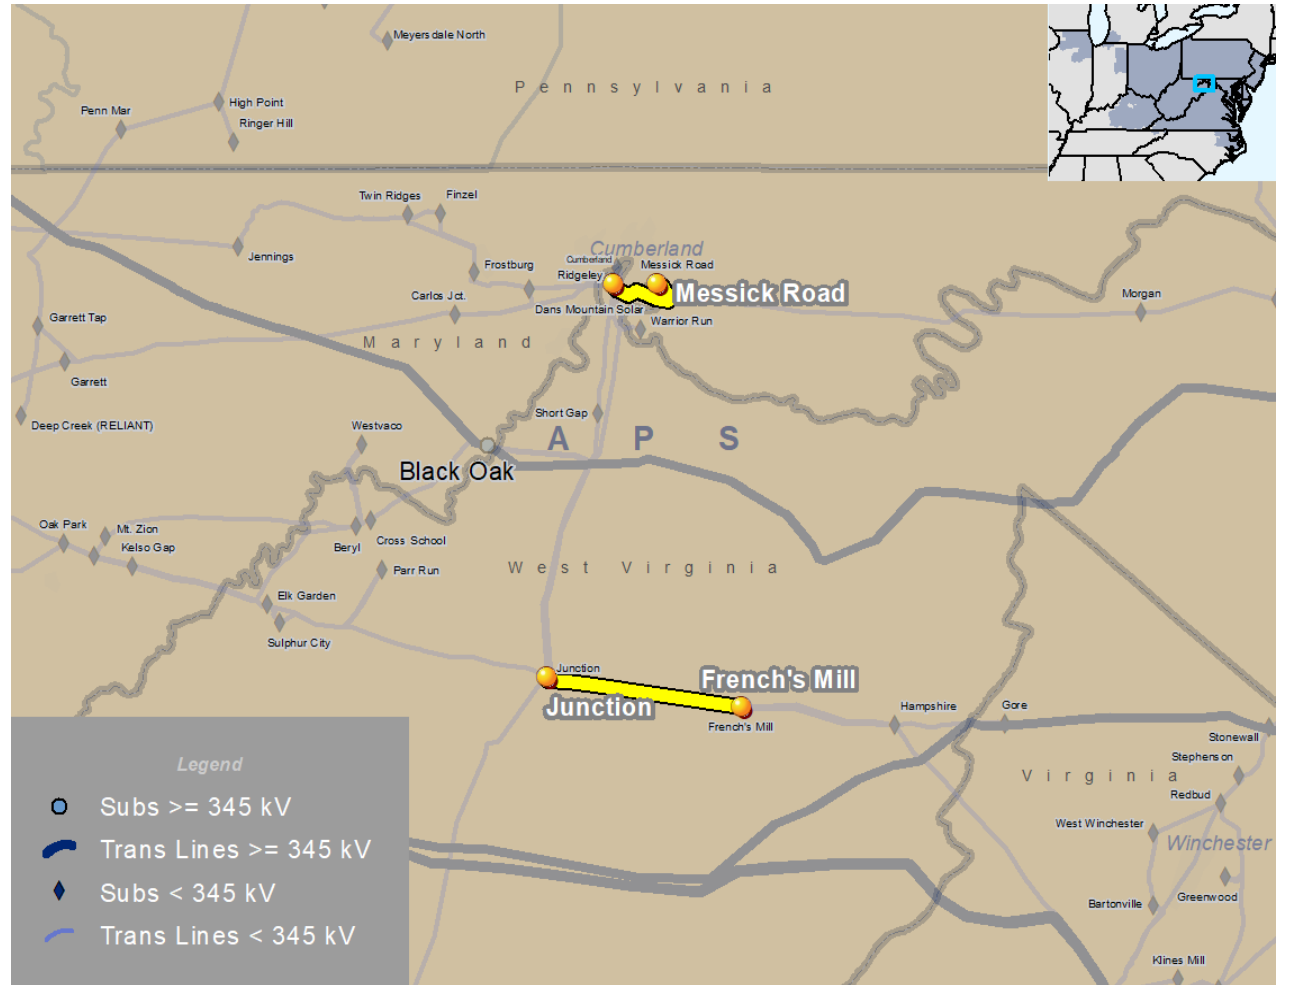 Meyersdale North
Pennsylvania
High Point
Penn Mar
Ringer Hill
Twin Ridges
Finzel
Cumberland
Jennings
Frostburg
Cumberland
Messick Road
Ridgeley
Carlos Jct.
Messick Road
Morgan
Dans Mountain Solar
Warrior Run
Garrett Tap
Maryland
Garrett
Short Gap
Deep Creek (RELIANT)
Westvaco
APS
Black Oak
Oak Park
Mt. Zion
Cross School
Kelso Gap
Beryl
West Virginia
Parr Run
Elk Garden
Sulphur City
Junction
French's Mill
Junction
French's Mill
Hampshire
Gore
Stonewall
Stephenson
Virginia
Redbud
West Winchester
Winchester
Greenwood
Bartonville
Klines Mill
Legend
Subs >= 345 kV
Trans Lines >= 345 kV
Subs < 345 kV
Trans Lines < 345 kV